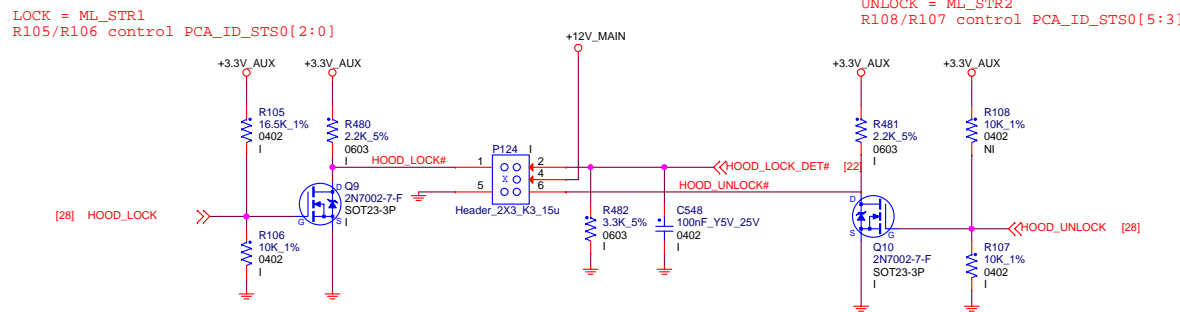 LOCK = ML_STR1
R105/R106 control PCA_ID_STS0[2:0]
UNLOCK = ML_STR2
R108/R107 control PCA_ID_STS0[5:3]
+12V_MAIN
+3.3V_AUX
+3.3V_AUX
+3.3V_AUX
+3.3V_AUX
R105
16.5K_1%
0402
I
R480
2.2K_5%
0603
I
R481
2.2K_5%
0603
I
R108
10K_1%
0402
NI
P124
I
HOOD_LOCK#
1
2
X
4
5
6
Header_2X3_K3_15u
HOOD_LOCK_DET# [22]
HOOD_UNLOCK#
D
G
S
Q9
2N7002-7-F
SOT23-3P
I
[28] HOOD_LOCK
R106
10K_1%
0402
I
R482
3.3K_5%
0603
I
C548
100nF_Y5V_25V
0402
I
D
S
G
Q10
2N7002-7-F
SOT23-3P
I
HOOD_UNLOCK [28]
R107
10K_1%
0402
I